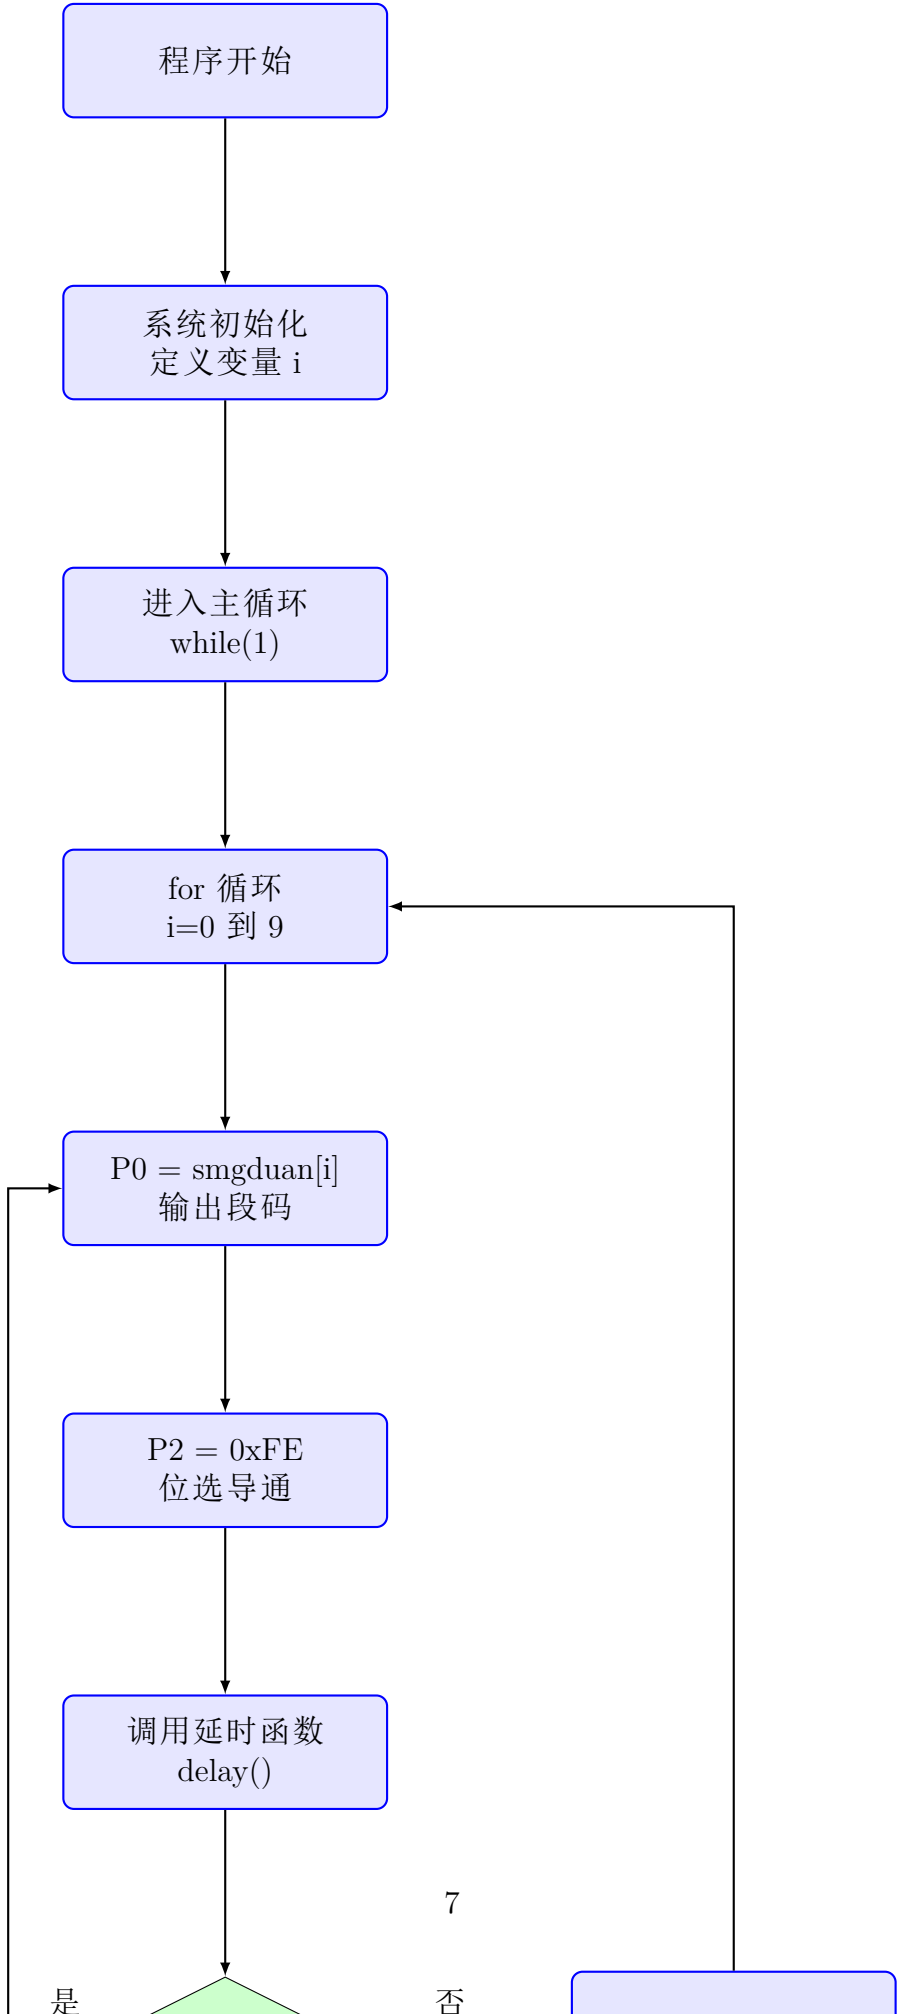 程序开始
系统初始化
定义变量 i
进入主循环
while(1)
for 循环
i=0 到 9
P0 = smgduan[i]
输出段码
P2 = 0xFE
位选导通
调用延时函数
delay()
7
是
否